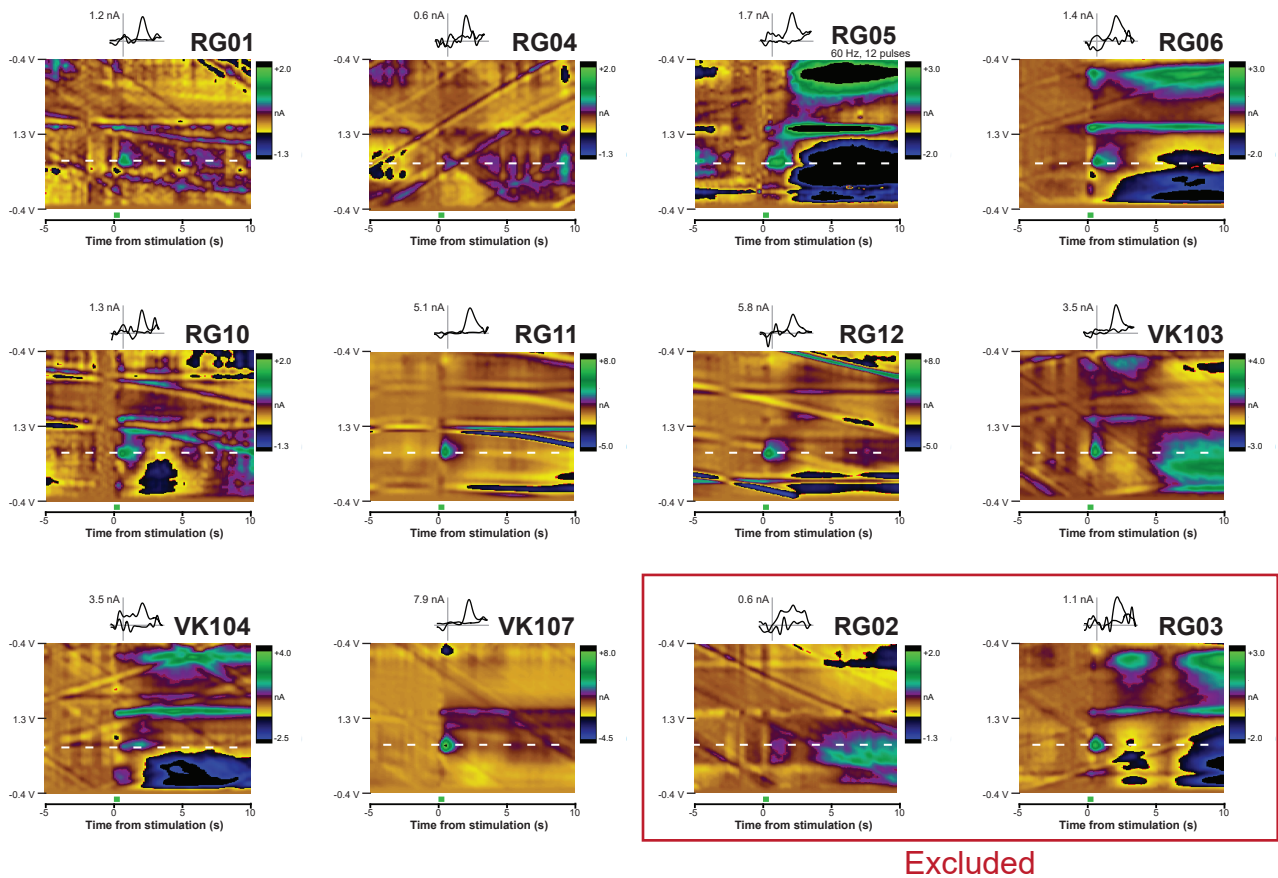 1.2 nA
RG01
-0.4 V
1.3 V
-0.4 V
+2.0
nA
-1.3
-5 0 5 10
Time from stimulation (s)
0.6 nA
RG04
-0.4 V
1.3 V
-0.4 V
+2.0
nA
-1.3
-5 0 5 10
Time from stimulation (s)
1.7 nA
RG05
60 Hz, 12 pulses
-0.4 V
1.3 V
-0.4 V
+3.0
nA
-2.0
-5 0 5 10
Time from stimulation (s)
1.4 nA
RG06
-0.4 V
1.3 V
-0.4 V
+3.0
nA
-2.0
-5 0 5 10
Time from stimulation (s)
1.3 nA
RG10
-0.4 V
1.3 V
-0.4 V
+2.0
nA
-1.3
-5 0 5 10
Time from stimulation (s)
5.1 nA
RG11
-0.4 V
1.3 V
-0.4 V
+8.0
nA
-5.0
-5 0 5 10
Time from stimulation (s)
5.8 nA
RG12
-0.4 V
1.3 V
-0.4 V
+8.0
nA
-5.0
-5 0 5 10
Time from stimulation (s)
3.5 nA
VK103
-0.4 V
1.3 V
-0.4 V
+4.0
nA
-3.0
-5 0 5 10
Time from stimulation (s)
3.5 nA
VK104
-0.4 V
1.3 V
-0.4 V
+4.0
nA
-2.5
-5 0 5 10
Time from stimulation (s)
7.9 nA
VK107
-0.4 V
1.3 V
-0.4 V
+8.0
nA
-4.5
-5 0 5 10
Time from stimulation (s)
0.6 nA
RG02
-0.4 V
1.3 V
-0.4 V
+2.0
nA
-1.3
-5 0 5 10
Time from stimulation (s)
1.1 nA
RG03
-0.4 V
1.3 V
-0.4 V
+3.0
nA
-2.0
-5 0 5 10
Time from stimulation (s)
Excluded